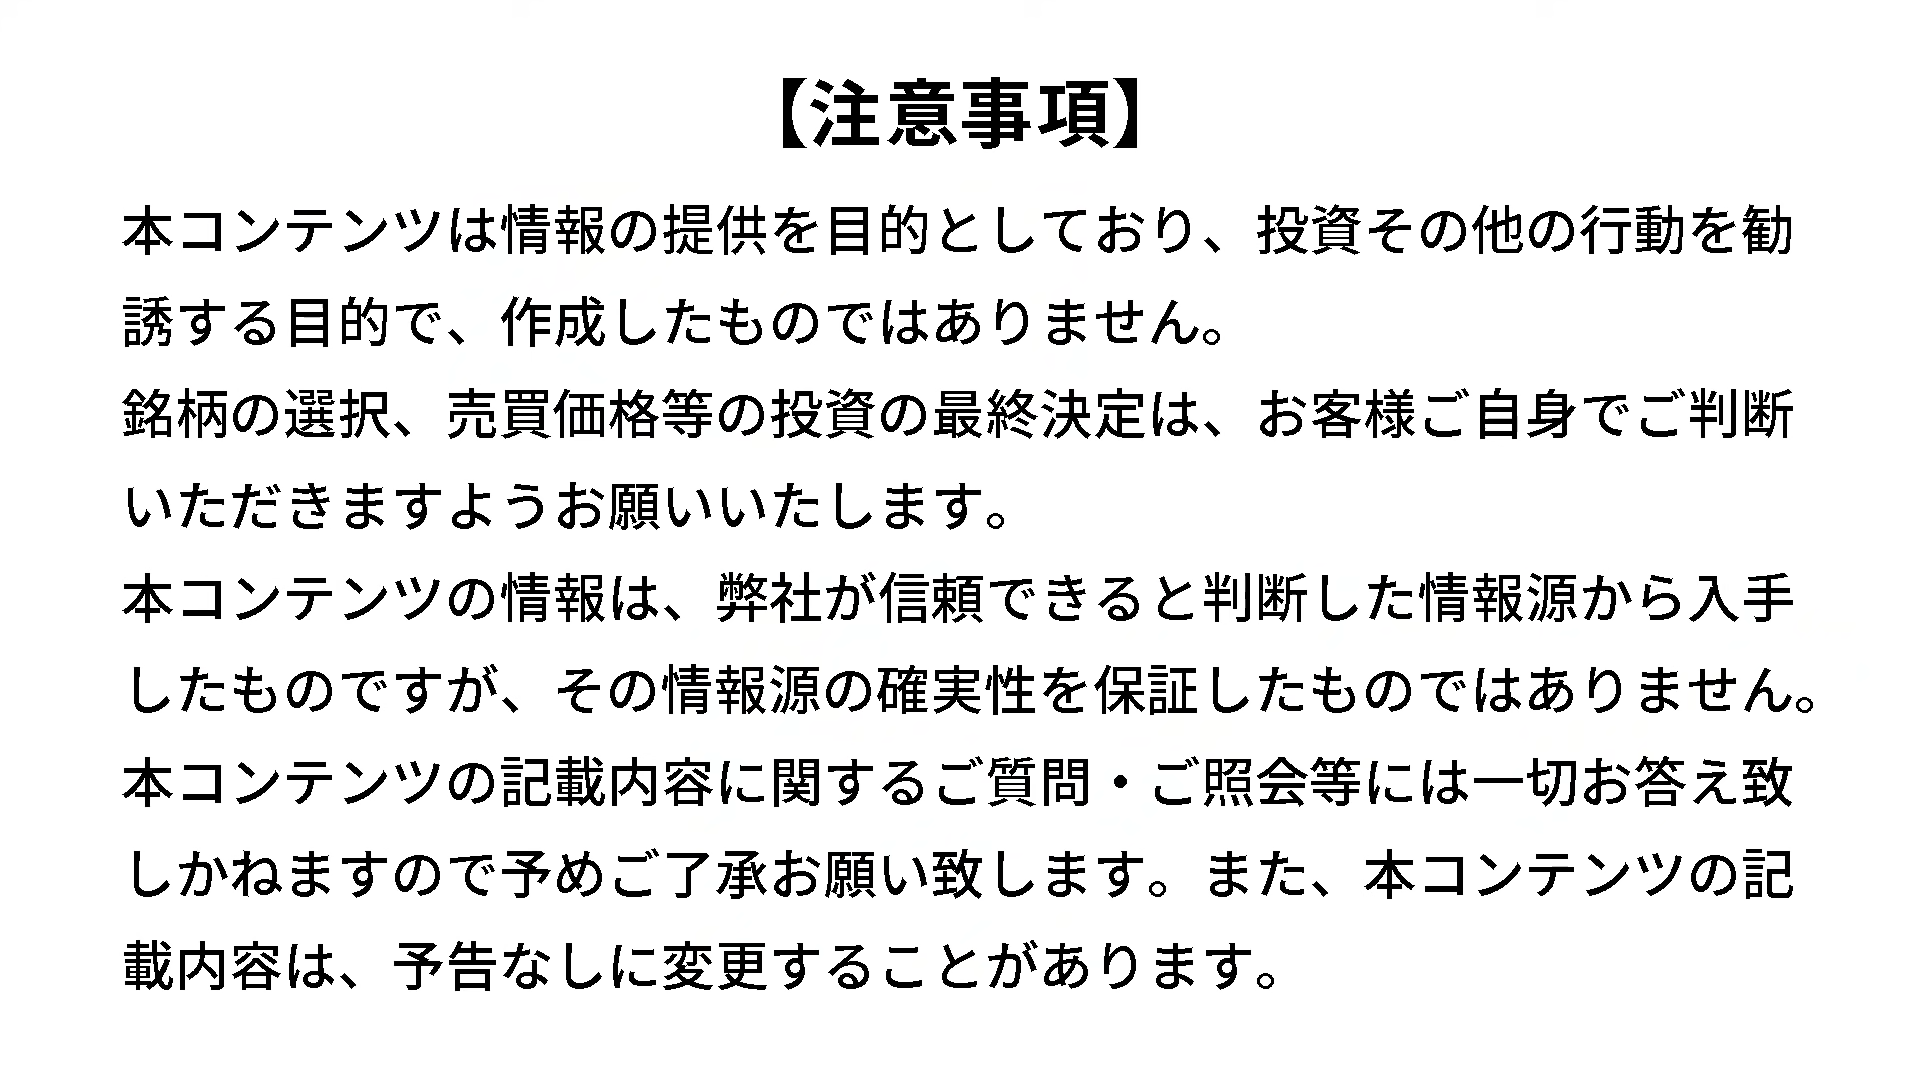 【注意事項】
本コンテンツは情報の提供を目的としており、投資その他の行動を勧
誘する目的で、作成したものではありません。
銘柄の選択、売買価格等の投資の最終決定は、お客様ご自身でご判断
いただきますようお願いいたします。
本コンテンツの情報は、弊社が信頼できると判断した情報源から入手
したものですが、その情報源の確実性を保証したものではありません。
本コンテンツの記載内容に関するご質問・ご照会等には一切お答え致
しかねますので予めご了承お願い致します。また、本コンテンツの記
載内容は、予告なしに変更することがあります。